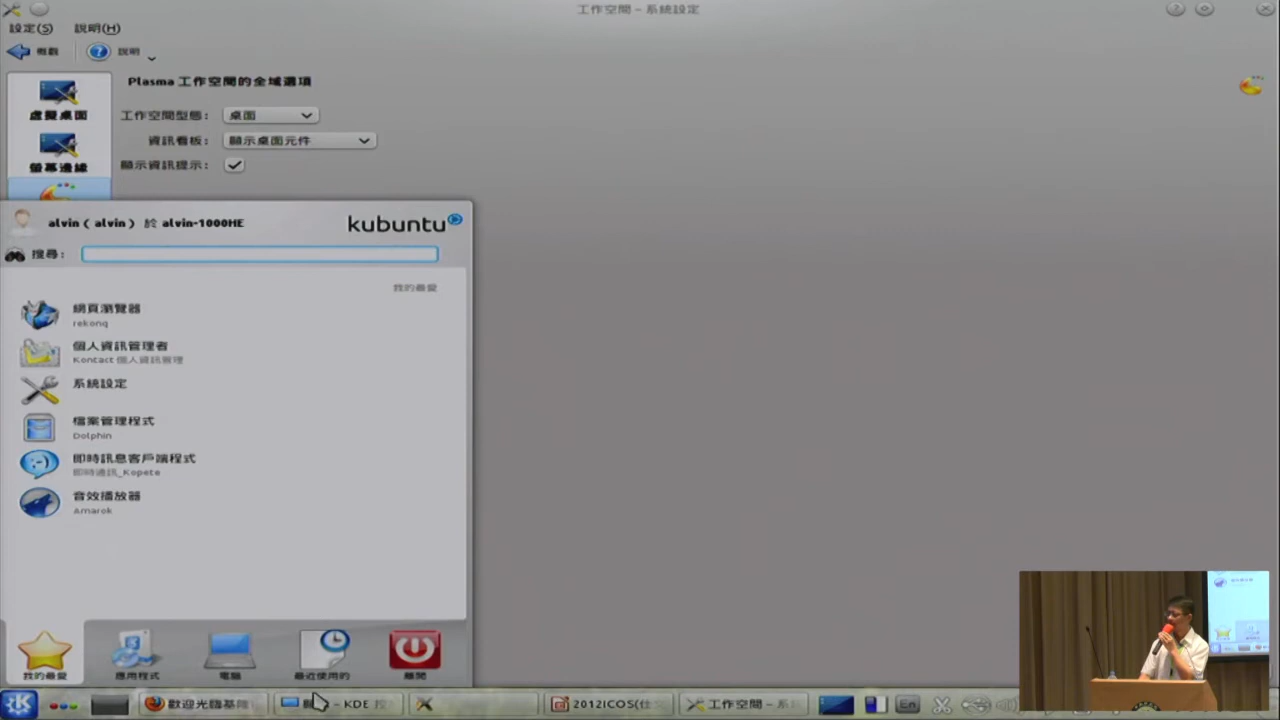 工作空間 – 系統設定
設定(S) 說明(H)
概觀 說明
Plasma 工作空間的全域選項
虛擬桌面
工作空間型態： 桌面
資訊看板： 顯示桌面元件
螢幕邊緣
顯示資訊提示：
alvin ( alvin ) 於 alvin-1000HE
kubuntu
搜尋：
我的最愛
網頁瀏覽器
rekonq
個人資訊管理者
Kontact 個人資訊管理
系統設定
檔案管理程式
Dolphin
即時訊息客戶端程式
即時通訊_Kopete
音效播放器
Amarok
我的最愛 應用程式 電腦 最近使用的 離開
歡迎光臨基隆 – KDE 2012ICOS( 工作空間 – 系 En